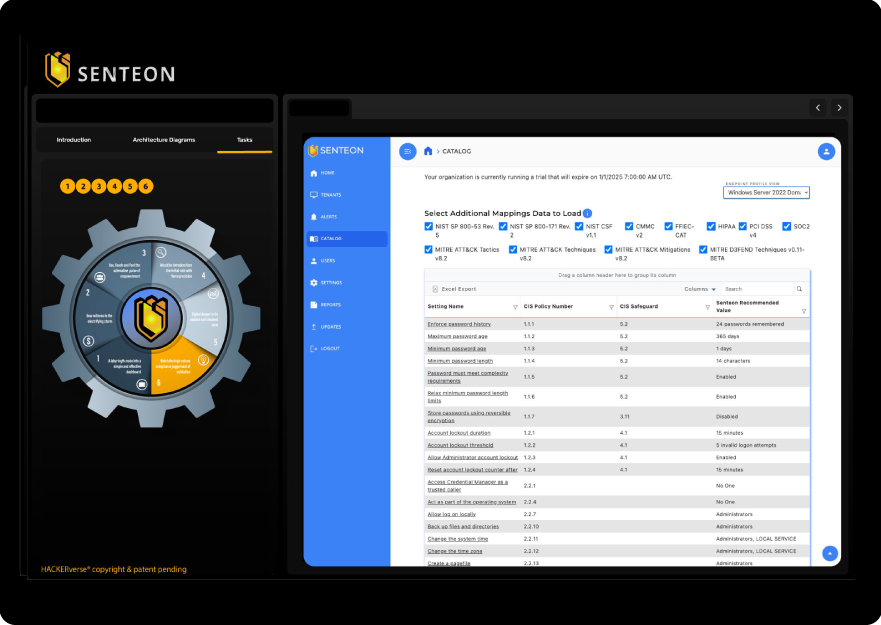 SENTEON
Introduction
Architecture Diagrams
Tasks
1 2 3 4 5 6
3
4
2
5
1
6
HACKERverse® copyright & patent pending
SENTEON
HOME
TENANTS
ALERTS
CATALOG
USERS
SETTINGS
REPORTS
UPDATES
LOGOUT
> CATALOG
Your organization is currently running a trial that will expire on 1/1/2025 7:00:00 AM UTC.
ENDPOINT PROFILE VIEW
Windows Server 2022 Doma
Select Additional Mappings Data to Load
NIST SP 800-53 Rev. 5
NIST SP 800-171 Rev. 2
NIST CSF v1.1
CMMC v2
FFIEC-CAT
HIPAA
PCI DSS v4
SOC2
MITRE ATT&CK Tactics v8.2
MITRE ATT&CK Techniques v8.2
MITRE ATT&CK Mitigations v8.2
MITRE D3FEND Techniques v0.11-BETA
Drag a column header here to group its column
Excel Export
Columns
Search
Setting Name
CIS Policy Number
CIS Safeguard
Senteon Recommended Value
Enforce password history 1.1.1 5.2 24 passwords remembered
Maximum password age 1.1.2 5.2 365 days
Minimum password age 1.1.3 5.2 1 days
Minimum password length 1.1.4 5.2 14 characters
Password must meet complexity requirements 1.1.5 5.2 Enabled
Relax minimum password length limits 1.1.6 5.2 Enabled
Store passwords using reversible encryption 1.1.7 3.11 Disabled
Account lockout duration 1.2.1 4.1 15 minutes
Account lockout threshold 1.2.2 4.1 5 invalid logon attempts
Allow Administrator account lockout 1.2.3 4.1 Enabled
Reset account lockout counter after 1.2.4 4.1 15 minutes
Access Credential Manager as a trusted caller 2.2.1 No One
Act as part of the operating system 2.2.4 No One
Allow log on locally 2.2.7 Administrators
Back up files and directories 2.2.10 Administrators
Change the system time 2.2.11 Administrators, LOCAL SERVICE
Change the time zone 2.2.12 Administrators, LOCAL SERVICE
Create a pagefile 2.2.13 Administrators